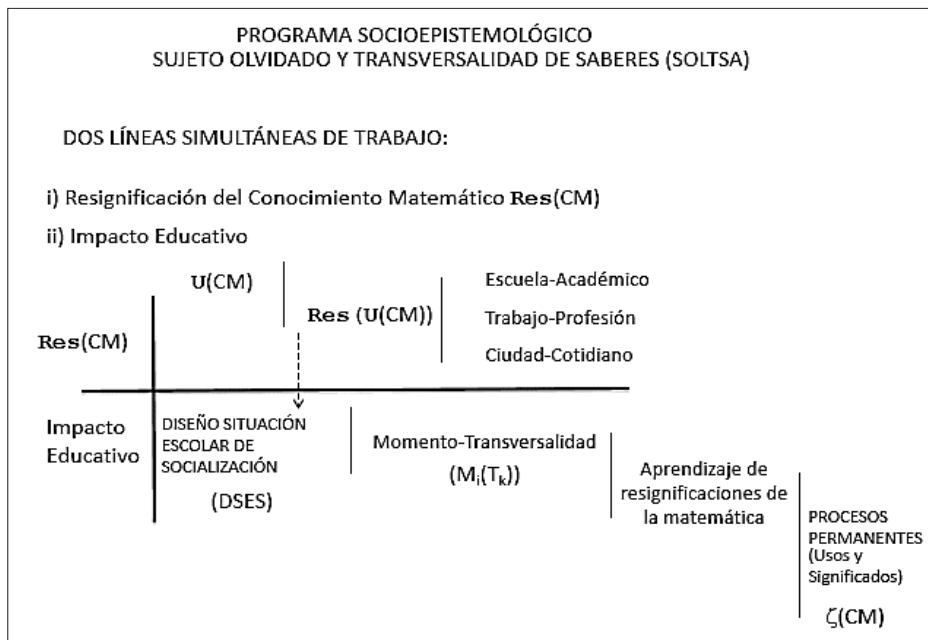 PROGRAMA SOCIOEPISTEMOLÓGICO
SUJETO OLVIDADO Y TRANSVERSALIDAD DE SABERES (SOLTSA)
DOS LÍNEAS SIMULTÁNEAS DE TRABAJO:
i) Resignificación del Conocimiento Matemático Res(CM)
ii) Impacto Educativo
U(CM)
Res(CM)
Res (U(CM))
Escuela-Académico
Trabajo-Profesión
Ciudad-Cotidiano
Impacto
Educativo
DISEÑO SITUACIÓN
ESCOLAR DE
SOCIALIZACIÓN
(DSES)
Momento-Transversalidad
(Mi(Tk))
Aprendizaje de
resignificaciones de
la matemática
PROCESOS
PERMANENTES
(Usos y
Significados)
ζ(CM)